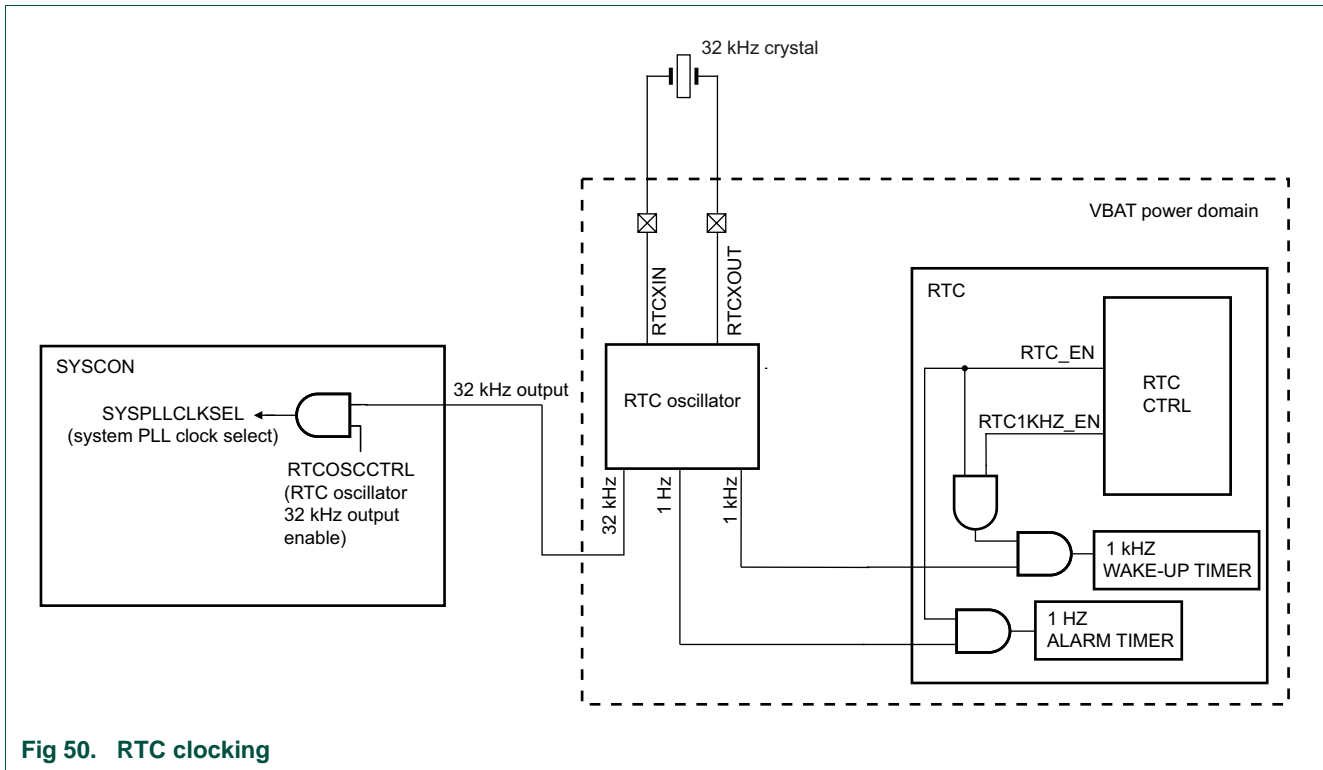 32 kHz crystal
VBAT power domain
RTCXIN
RTCXOUT
RTC
RTC_EN
RTC
CTRL
RTC1KHZ_EN
SYSCON
32 kHz output
RTC oscillator
SYSPLLCLKSEL
(system PLL clock select)
RTCOSCCTRL
(RTC oscillator
32 kHz output
enable)
32 kHz
1 Hz
1 kHz
1 kHZ
WAKE-UP TIMER
1 HZ
ALARM TIMER
Fig 50. RTC clocking